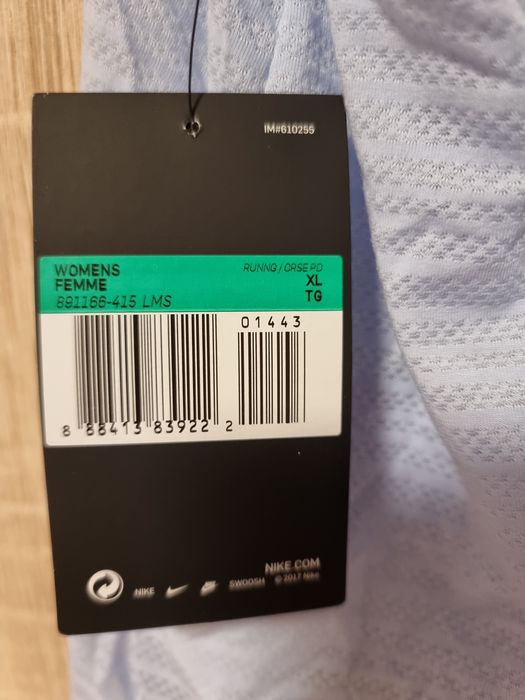 IM#610255
WOMENS RUNNG / CRSE PD
FEMME XL
891166-415 LMS TG
01443
8 88413 83922 2
NIKE.COM
NIKE SWOOSH © 2017 Nike